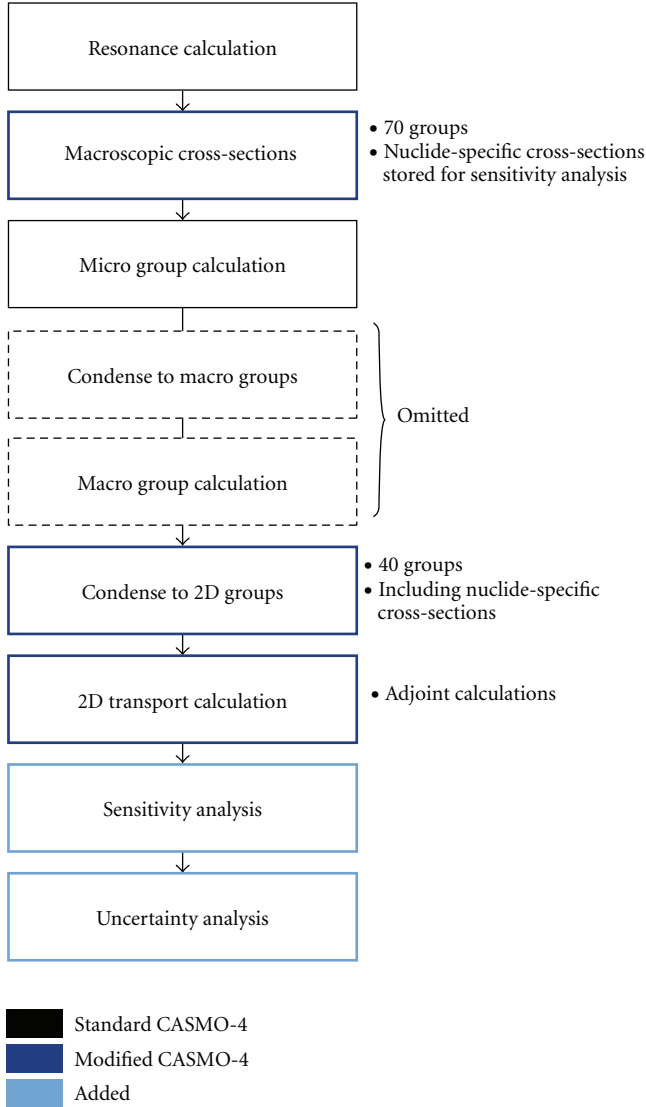 Resonance calculation
Macroscopic cross-sections
• 70 groups
• Nuclide-specific cross-sections
stored for sensitivity analysis
Micro group calculation
Condense to macro groups
Omitted
Macro group calculation
Condense to 2D groups
• 40 groups
• Including nuclide-specific
cross-sections
2D transport calculation
• Adjoint calculations
Sensitivity analysis
Uncertainty analysis
Standard CASMO-4
Modified CASMO-4
Added